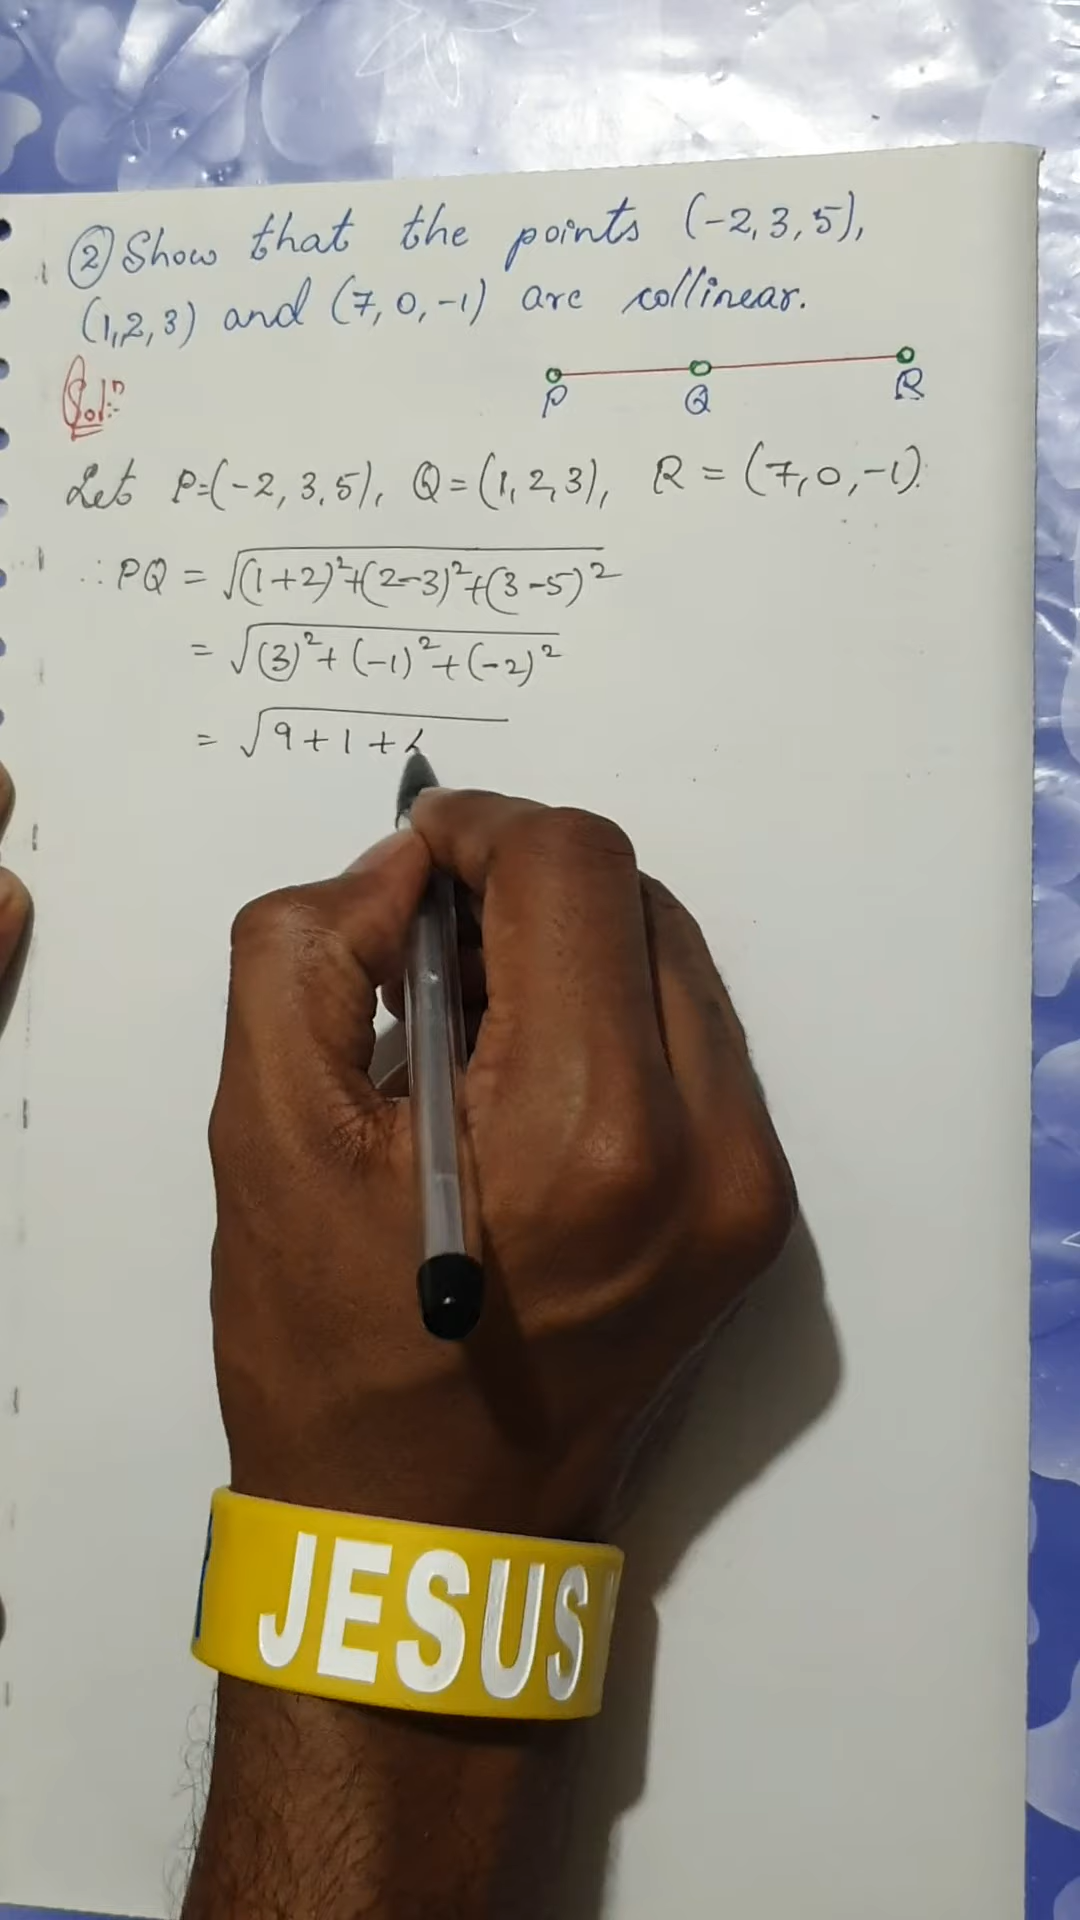 ② Show that the points (-2, 3, 5),
(1, 2, 3) and (7, 0, -1) are collinear.
Solⁿ:-
P Q R
Let P=(-2, 3, 5), Q=(1, 2, 3), R = (7, 0, -1).
∴ PQ = √(1+2)²+(2-3)²+(3-5)²
= √(3)²+(-1)²+(-2)²
= √9+1+
JESUS